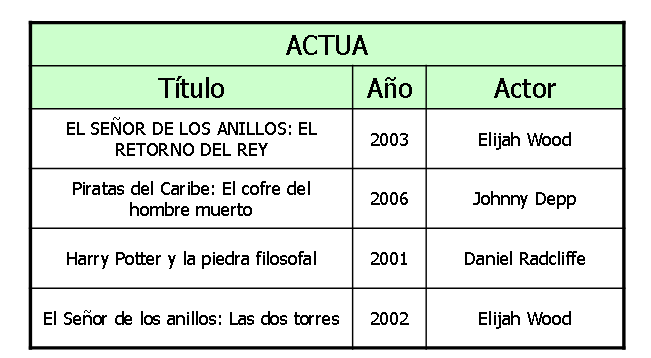 ACTUA
Título Año Actor
EL SEÑOR DE LOS ANILLOS: EL
RETORNO DEL REY 2003 Elijah Wood
Piratas del Caribe: El cofre del
hombre muerto 2006 Johnny Depp
Harry Potter y la piedra filosofal 2001 Daniel Radcliffe
El Señor de los anillos: Las dos torres 2002 Elijah Wood